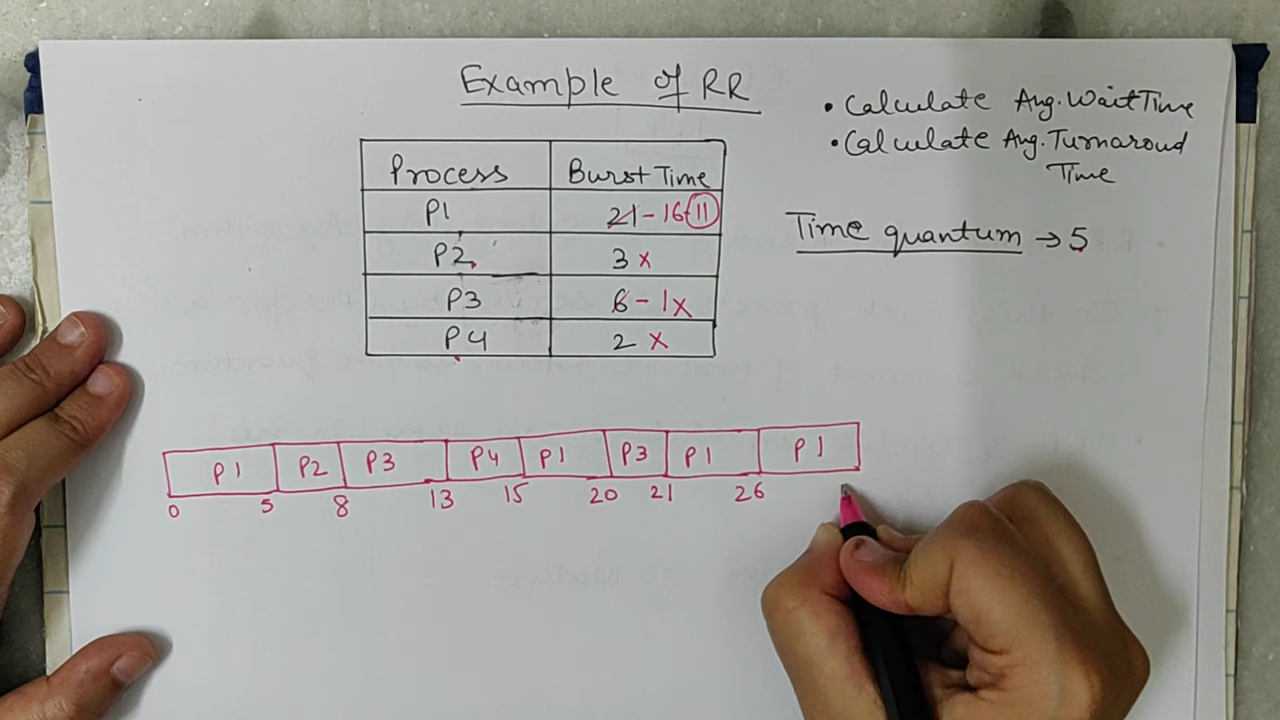 Example of RR
• Calculate Avg. Wait Time
• Calculate Avg. Turnaroud
Time
Process Burst Time
P1 21 - 16 - 11
P2 3 x
P3 6 - 1 x
P4 2 x
Time quantum → 5
P1 P2 P3 P4 P1 P3 P1 P1
0 5 8 13 15 20 21 26